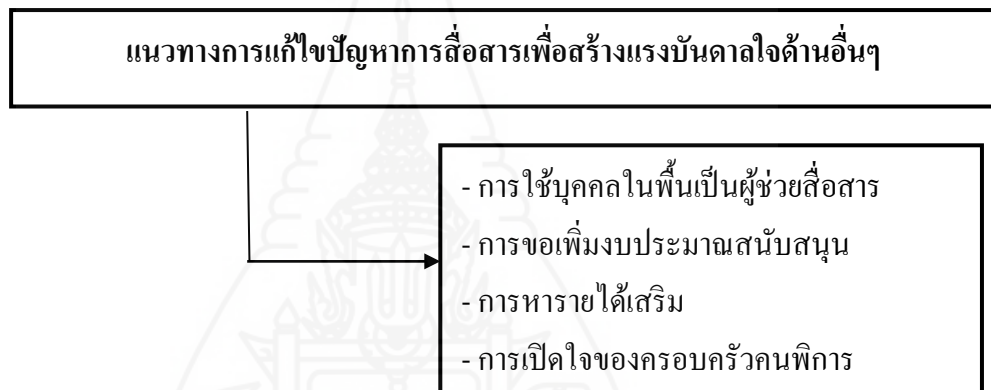 แนวทางการแก้ไขปัญหาการสื่อสารเพื่อสร้างแรงบันดาลใจด้านอื่นๆ
- การใช้บุคคลในพื้นเป็นผู้ช่วยสื่อสาร
- การขอเพิ่มงบประมาณสนับสนุน
- การหารายได้เสริม
- การเปิดใจของครอบครัวคนพิการ